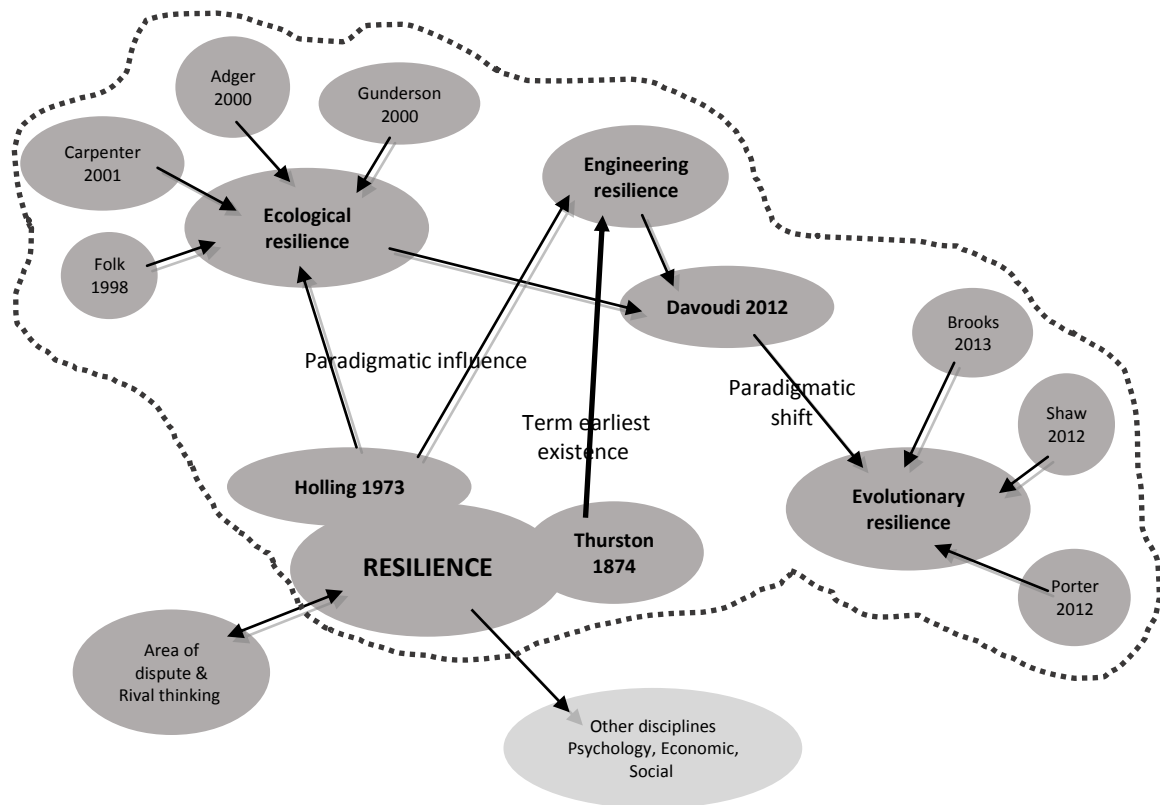 Adger
2000
Gunderson
2000
Carpenter
2001
Engineering
resilience
Ecological
resilience
Folk
1998
Davoudi 2012
Brooks
2013
Paradigmatic influence
Paradigmatic
shift
Term earliest
existence
Shaw
2012
Holling 1973
Evolutionary
resilience
Thurston
1874
RESILIENCE
Porter
2012
Area of
dispute &
Rival thinking
Other disciplines
Psychology, Economic,
Social